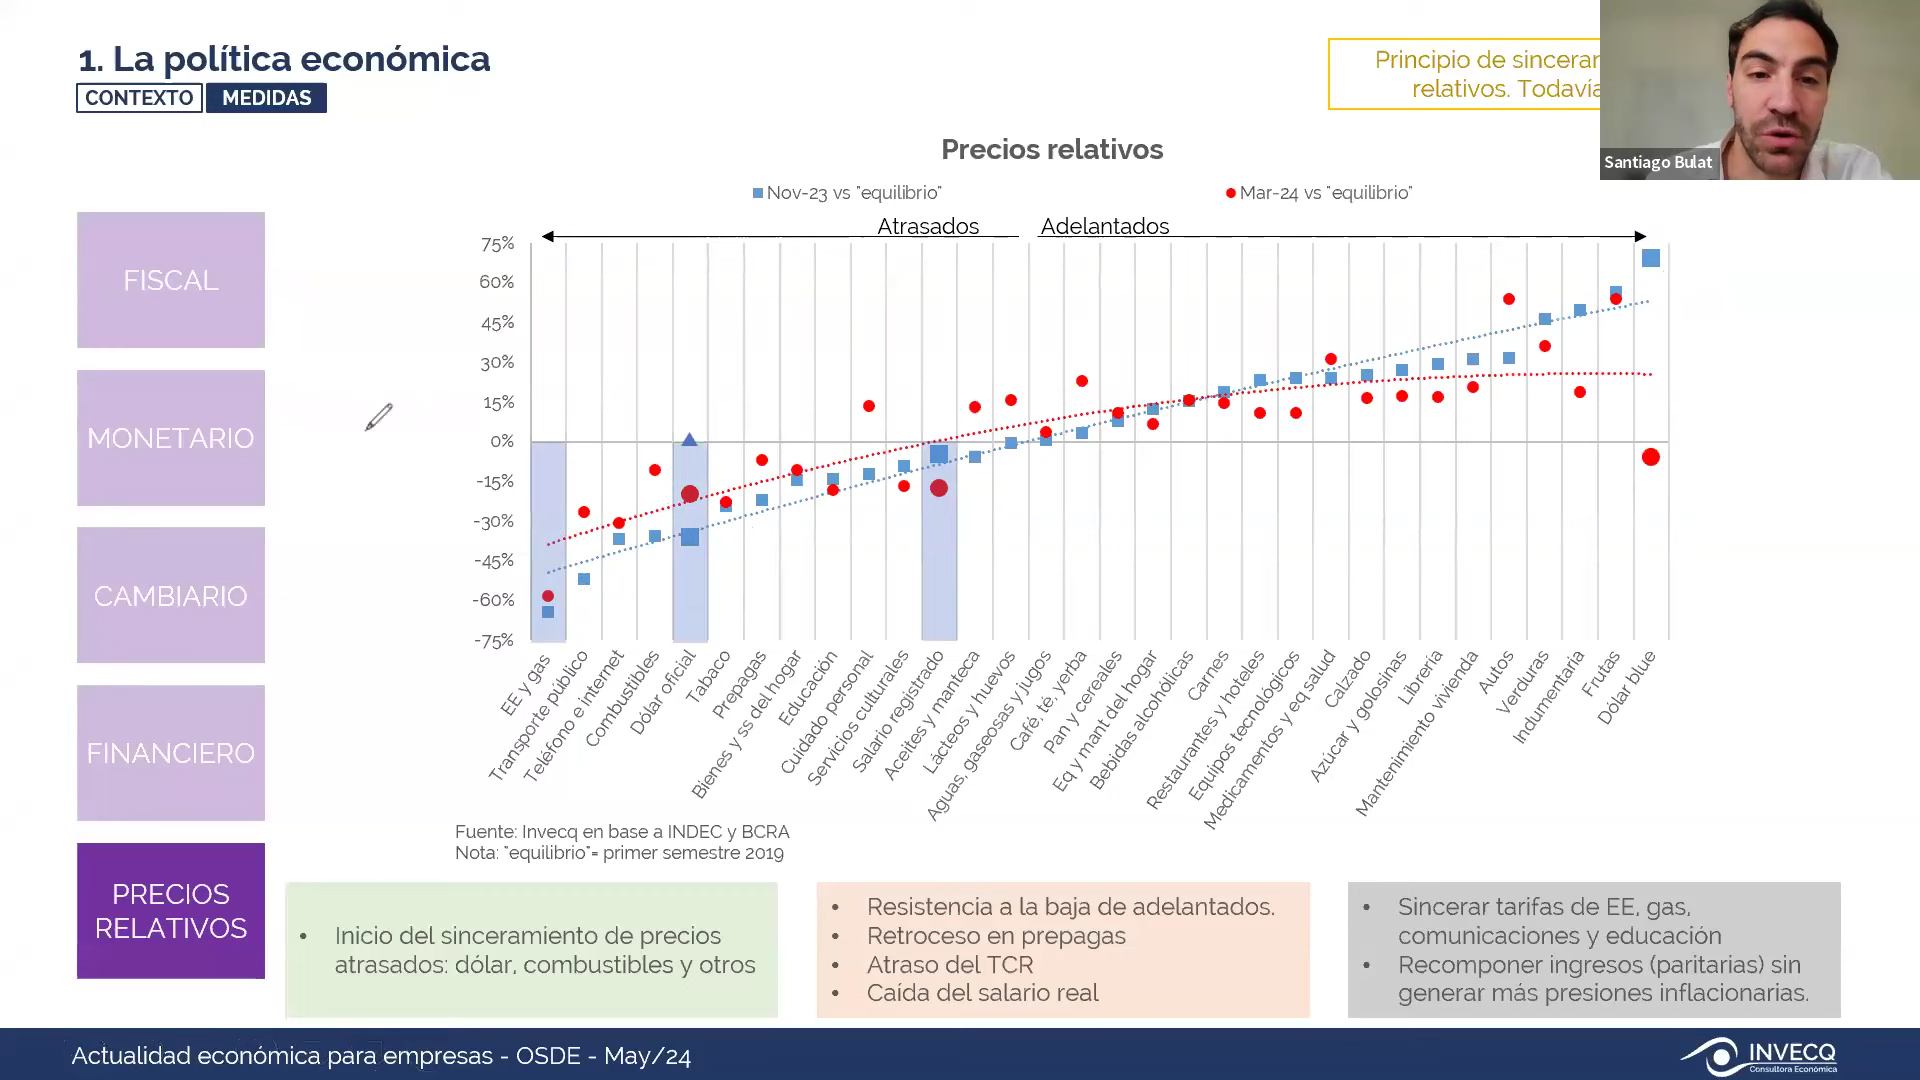 1. La política económica
CONTEXTO MEDIDAS
Principio de sincerar
relativos. Todavía
Santiago Bulat
Precios relativos
Nov-23 vs "equilibrio" Mar-24 vs "equilibrio"
Atrasados Adelantados
75%
60%
45%
30%
15%
0%
-15%
-30%
-45%
-60%
-75%
EE y gas
Transporte público
Teléfono e internet
Combustibles
Dólar oficial
Tabaco
Prepagas
Bienes y ss del hogar
Educación
Cuidado personal
Servicios culturales
Salario registrado
Aceites y manteca
Lácteos y huevos
Aguas, gaseosas y jugos
Café, té, yerba
Pan y cereales
Eq y mant del hogar
Bebidas alcohólicas
Carnes
Restaurantes y hoteles
Equipos tecnológicos
Medicamentos y eq salud
Calzado
Azúcar y golosinas
Librería
Mantenimiento vivienda
Autos
Verduras
Indumentaria
Frutas
Dólar blue
Fuente: Invecq en base a INDEC y BCRA
Nota: "equilibrio"= primer semestre 2019
FISCAL
MONETARIO
CAMBIARIO
FINANCIERO
PRECIOS
RELATIVOS
• Inicio del sinceramiento de precios
atrasados: dólar, combustibles y otros
• Resistencia a la baja de adelantados.
• Retroceso en prepagas
• Atraso del TCR
• Caída del salario real
• Sincerar tarifas de EE, gas,
comunicaciones y educación
• Recomponer ingresos (paritarias) sin
generar más presiones inflacionarias.
Actualidad económica para empresas - OSDE - May/24
INVECQ
Consultora Económica